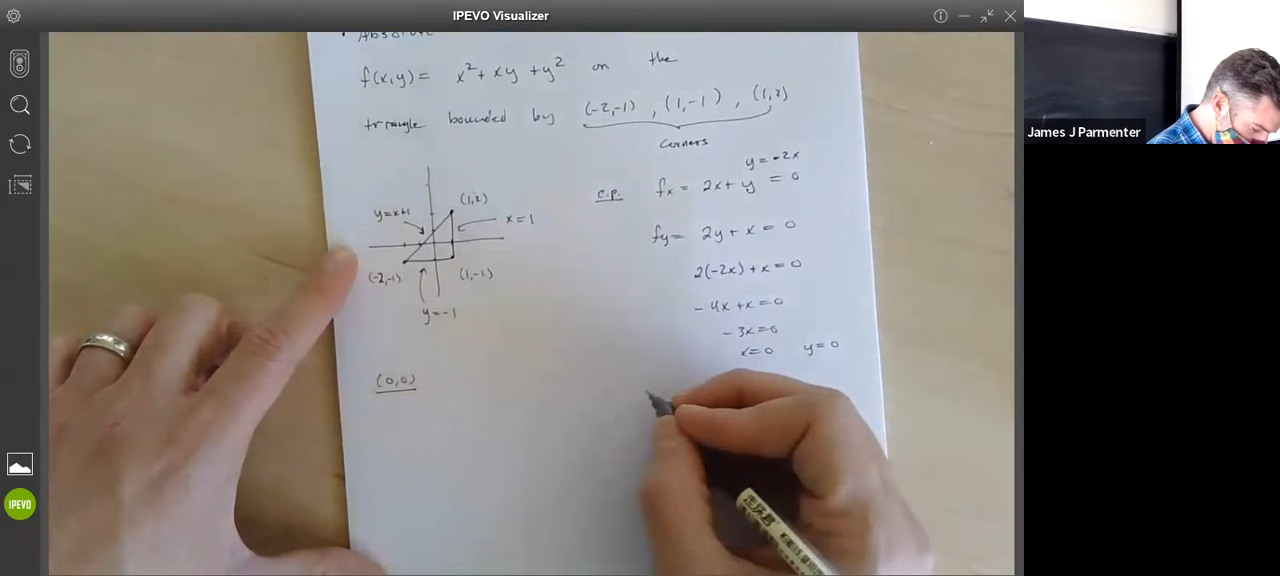 IPEVO Visualizer
Absolute
f(x,y) = x² + xy + y² on the
triangle bounded by (-2,-1) , (1,-1) , (1,2)
corners
y = -2x
c.p. fx = 2x + y = 0
fy = 2y + x = 0
2(-2x) + x = 0
-4x + x = 0
-3x = 0
x = 0 y = 0
(1,2)
y = x+1
x = 1
(-2,-1)
(1,-1)
y = -1
(0,0)
James J Parmenter
IPEVO